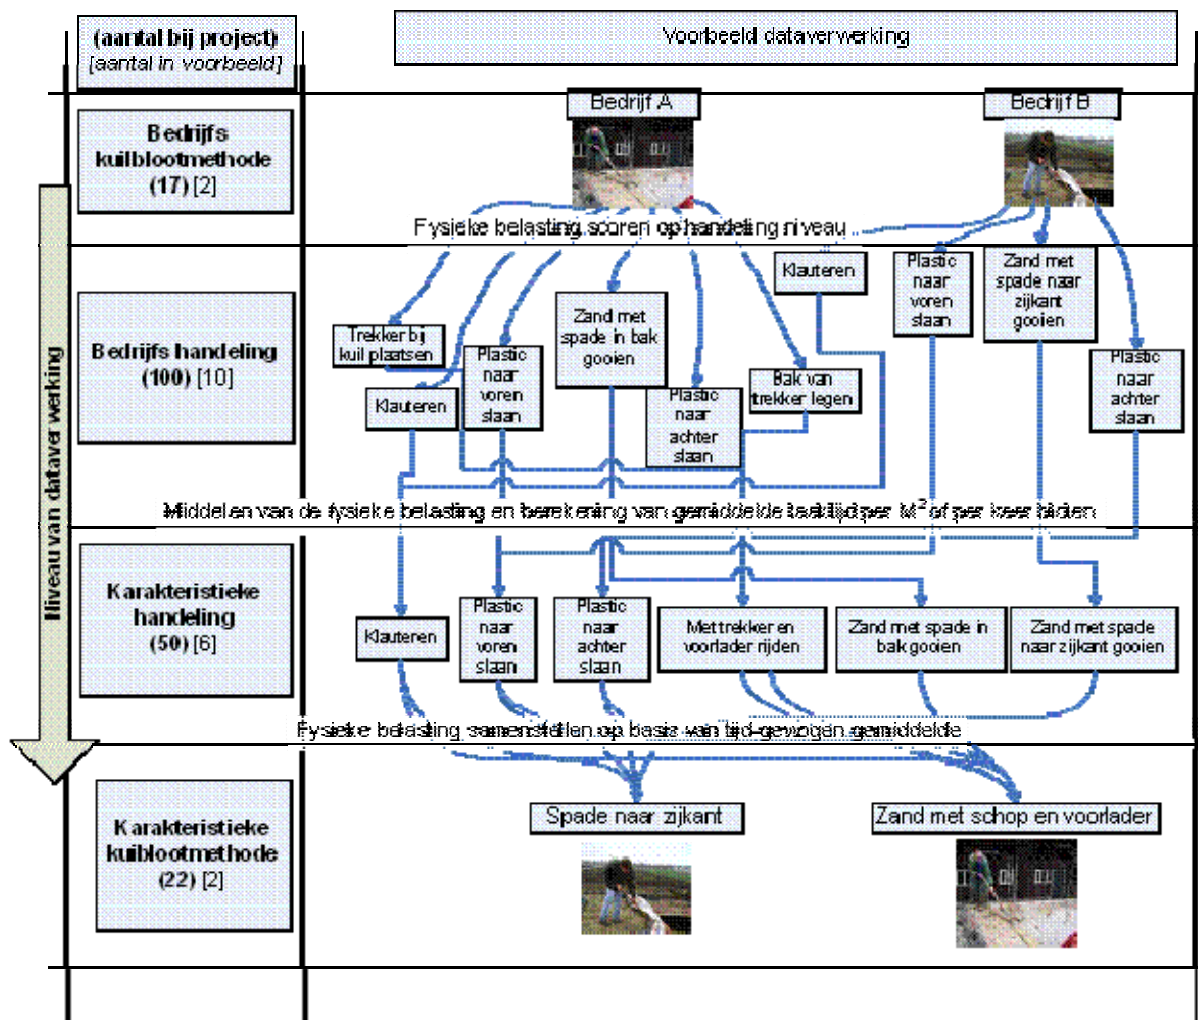 (aantal bij project)
[aantal in voorbeeld]
Voorbeeld dataverwerking
Bedrijf A
Bedrijf B
Bedrijfs
kuilblootmethode
(17) [2]
Fysieke belasting scoren op handeling niveau
Niveau van dataverwerking
Bedrijfs handeling
(100) [10]
Trekker bij
kuil plaatsen
Klauteren
Plastic
naar
voren
slaan
Zand met
spade in bak
gooien
Plastic
naar
achter
slaan
Bak van
trekker legen
Klauteren
Plastic
naar
voren
slaan
Zand met
spade naar
zijkant
gooien
Plastic
naar
achter
slaan
Middelen van de fysieke belasting en berekening van gemiddelde taaktijd per M² of per keer
Karakteristieke
handeling
(50) [6]
Klauteren
Plastic
naar
voren
slaan
Plastic
naar
achter
slaan
Met trekker en
voorlader rijden
Zand met spade in
bak gooien
Zand met spade
naar zijkant gooien
Fysieke belasting samenstellen op basis van tijd-gewogen gemiddelde
Karakteristieke
kuilblootmethode
(22) [2]
Spade naar zijkant
Zand met schop en voorlader